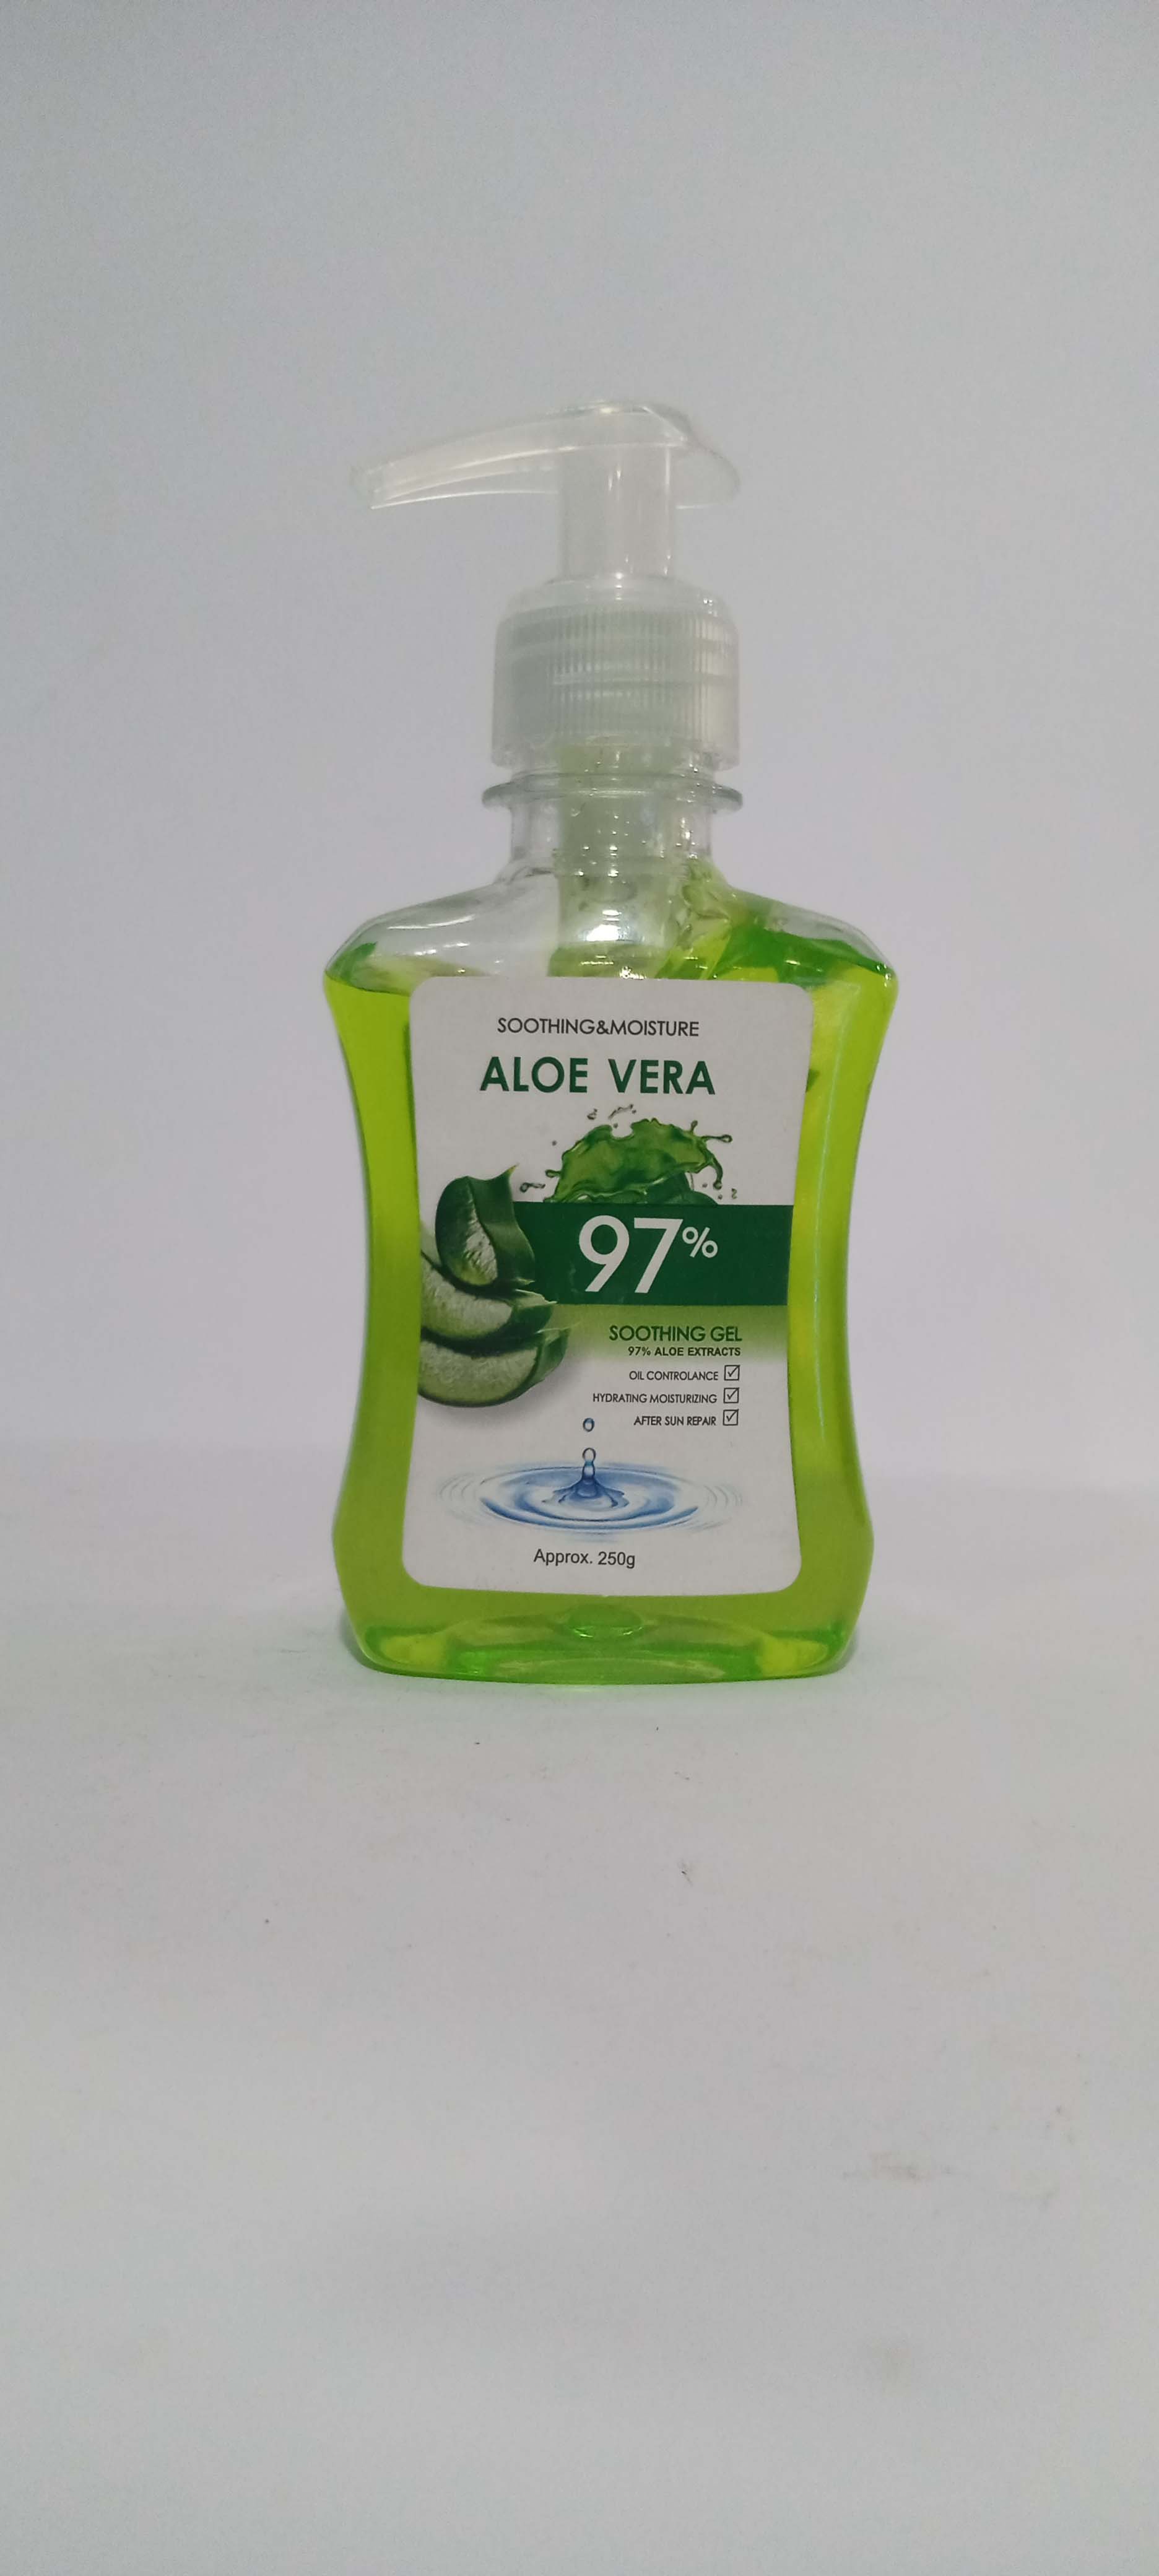 SOOTHING&MOISTURE
ALOE VERA
97%
SOOTHING GEL
97% ALOE EXTRACTS
OIL CONTROLANCE ☑
HYDRATING MOISTURIZING ☑
AFTER SUN REPAIR ☑
Approx. 250g